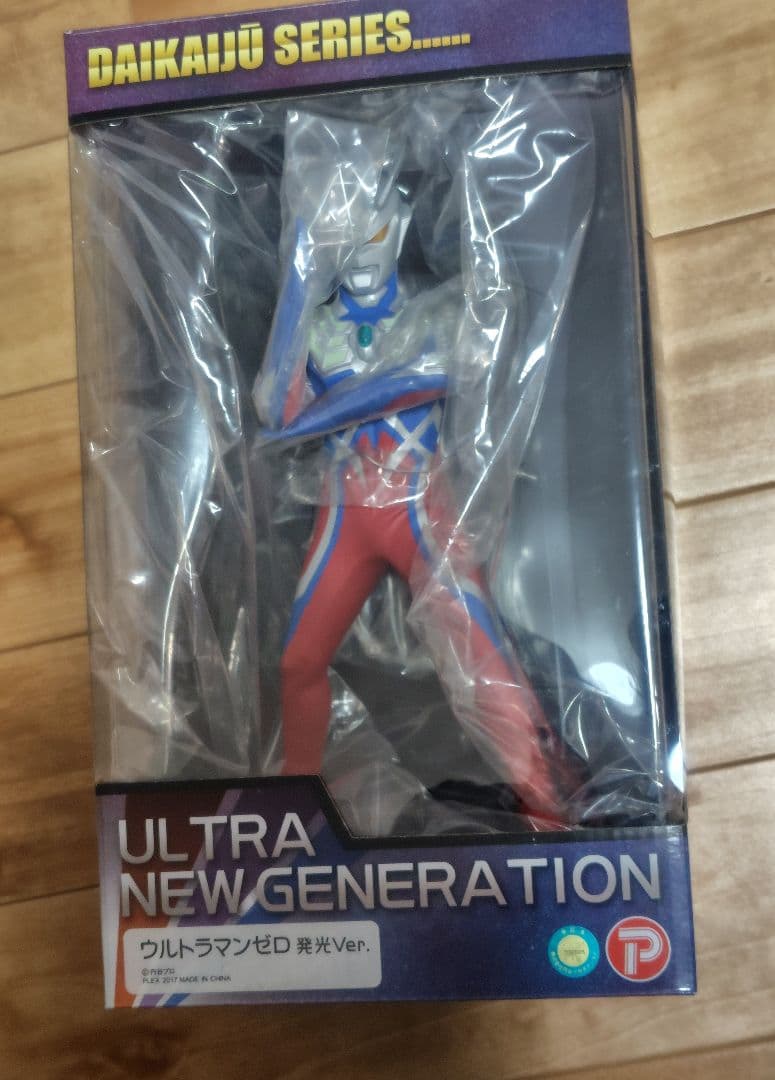 DAIKAIJŪ SERIES......
ULTRA
NEW GENERATION
ウルトラマンゼロ 発光Ver.
©円谷プロ
PLEX 2017 MADE IN CHINA
P